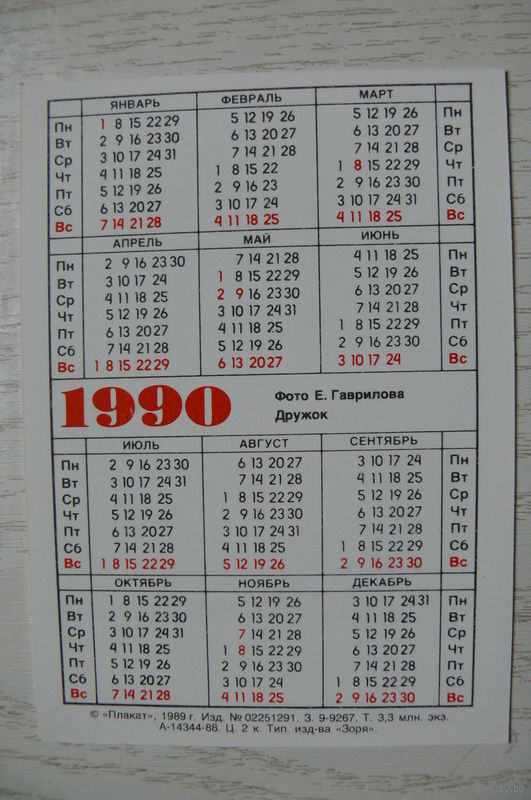 ЯНВАРЬ ФЕВРАЛЬ МАРТ
Пн 1 8 15 22 29 5 12 19 26 5 12 19 26 Пн
Вт 2 9 16 23 30 6 13 20 27 6 13 20 27 Вт
Ср 3 10 17 24 31 7 14 21 28 7 14 21 28 Ср
Чт 4 11 18 25 1 8 15 22 1 8 15 22 29 Чт
Пт 5 12 19 26 2 9 16 23 2 9 16 23 30 Пт
Сб 6 13 20 27 3 10 17 24 3 10 17 24 31 Сб
Вс 7 14 21 28 4 11 18 25 4 11 18 25 Вс
АПРЕЛЬ МАЙ ИЮНЬ
Пн 2 9 16 23 30 7 14 21 28 4 11 18 25 Пн
Вт 3 10 17 24 1 8 15 22 29 5 12 19 26 Вт
Ср 4 11 18 25 2 9 16 23 30 6 13 20 27 Ср
Чт 5 12 19 26 3 10 17 24 31 7 14 21 28 Чт
Пт 6 13 20 27 4 11 18 25 1 8 15 22 29 Пт
Сб 7 14 21 28 5 12 19 26 2 9 16 23 30 Сб
Вс 1 8 15 22 29 6 13 20 27 3 10 17 24 Вс
1990 Фото Е. Гаврилова
Дружок
ИЮЛЬ АВГУСТ СЕНТЯБРЬ
Пн 2 9 16 23 30 6 13 20 27 3 10 17 24 Пн
Вт 3 10 17 24 31 7 14 21 28 4 11 18 25 Вт
Ср 4 11 18 25 1 8 15 22 29 5 12 19 26 Ср
Чт 5 12 19 26 2 9 16 23 30 6 13 20 27 Чт
Пт 6 13 20 27 3 10 17 24 31 7 14 21 28 Пт
Сб 7 14 21 28 4 11 18 25 1 8 15 22 29 Сб
Вс 1 8 15 22 29 5 12 19 26 2 9 16 23 30 Вс
ОКТЯБРЬ НОЯБРЬ ДЕКАБРЬ
Пн 1 8 15 22 29 5 12 19 26 3 10 17 24 31 Пн
Вт 2 9 16 23 30 6 13 20 27 4 11 18 25 Вт
Ср 3 10 17 24 31 7 14 21 28 5 12 19 26 Ср
Чт 4 11 18 25 1 8 15 22 29 6 13 20 27 Чт
Пт 5 12 19 26 2 9 16 23 30 7 14 21 28 Пт
Сб 6 13 20 27 3 10 17 24 1 8 15 22 29 Сб
Вс 7 14 21 28 4 11 18 25 2 9 16 23 30 Вс
© «Плакат», 1989 г. Изд. № 02251291. З. 9-9267. Т. 3,3 млн. экз.
А-14344-88. Ц. 2 к. Тип. изд-ва «Зоря».